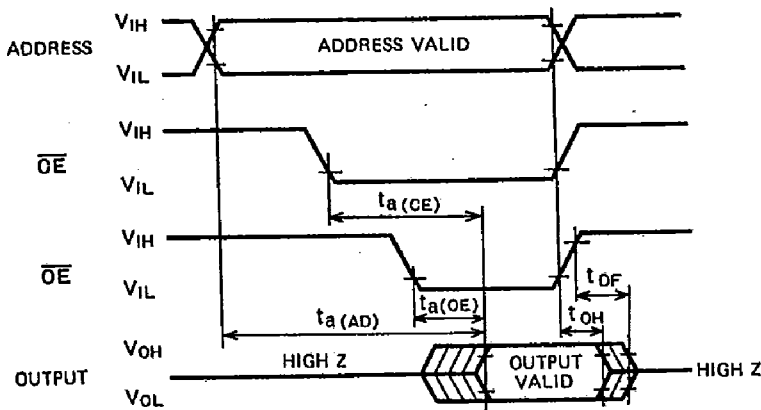 VIH
ADDRESS
ADDRESS VALID
VIL
VIH
OE
VIL
ta (CE)
VIH
OE
VIL
ta (OE)
tDF
ta (AD)
tOH
VOH
HIGH Z
OUTPUT
OUTPUT VALID
HIGH Z
VOL